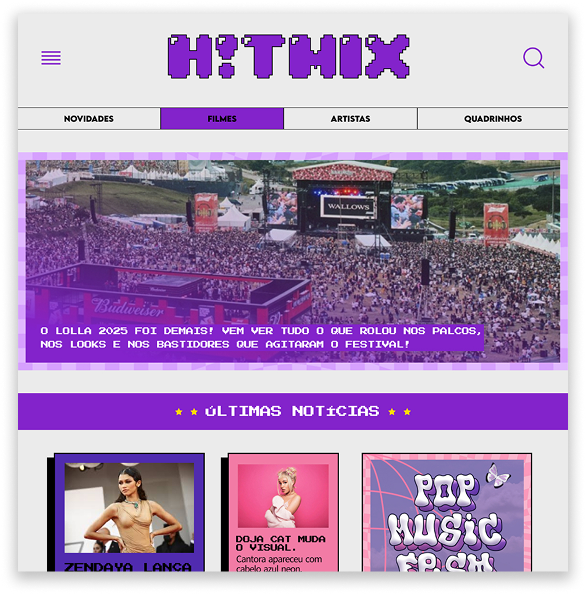 H!TMIX
NOVIDADES
FILMES
ARTISTAS
QUADRINHOS
WALLOWS
Budweiser
O LOLLA 2025 FOI DEMAIS! VEM VER TUDO O QUE ROLOU NOS PALCOS,
NOS LOOKS E NOS BASTIDORES QUE AGITARAM O FESTIVAL!
ÚLTIMAS NOTÍCIAS
ZENDAYA LANÇA
DOJA CAT MUDA
O VISUAL.
Cantora apareceu com
cabelo azul neon.
POP
MUSIC